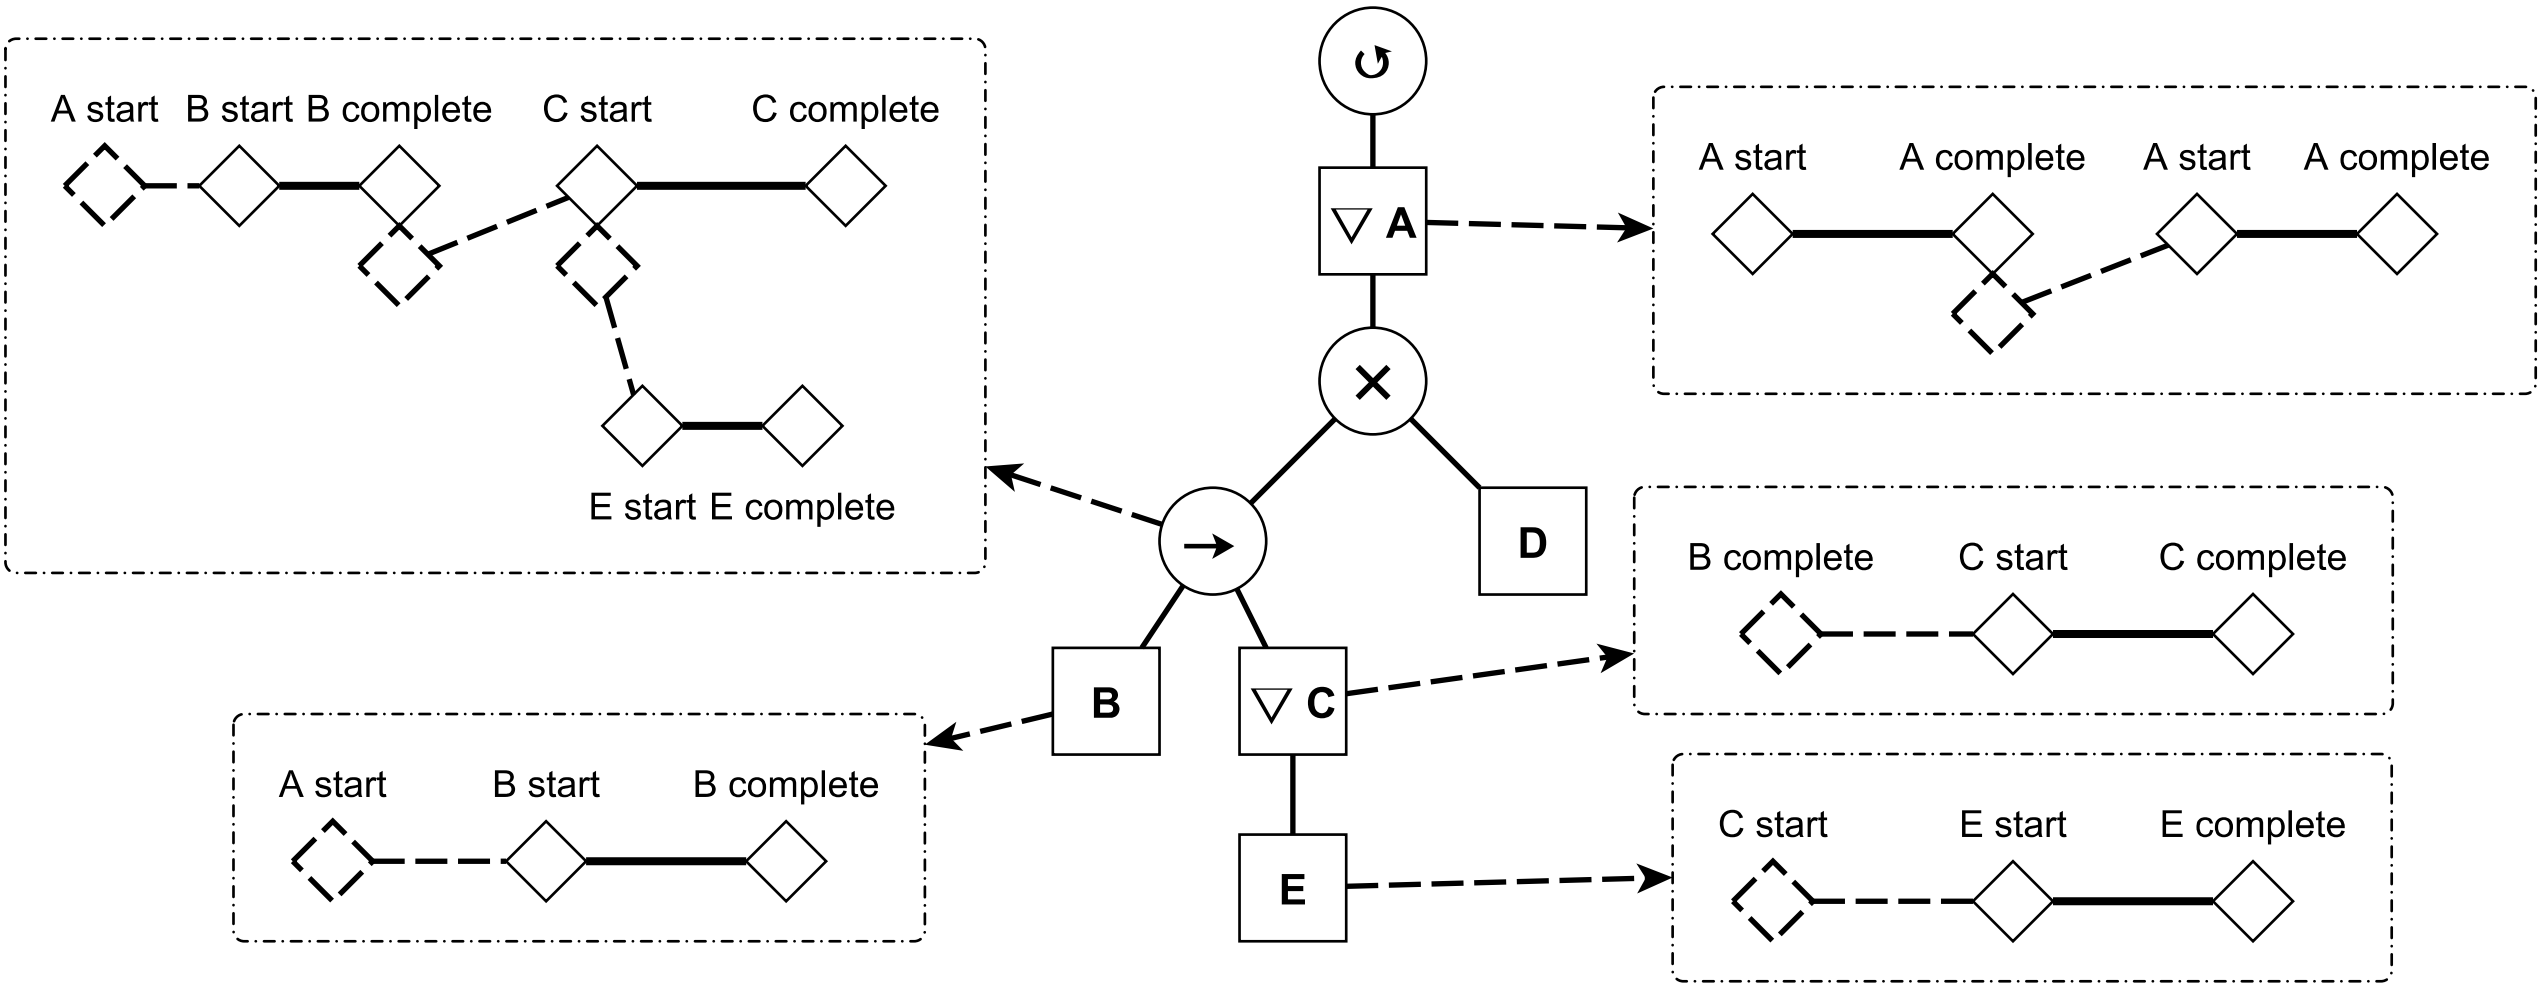 A start B start B complete C start C complete
E start E complete
A
A start A complete A start A complete
D
B
C
B complete C start C complete
A start B start B complete
E
C start E start E complete